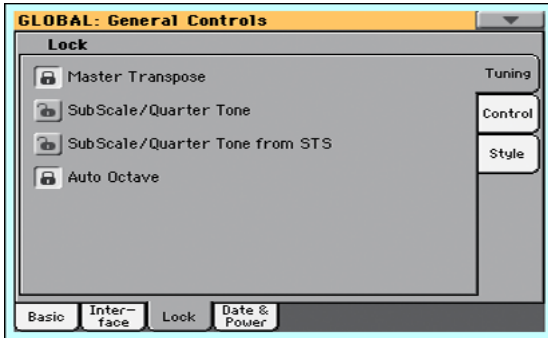 GLOBAL: General Controls
Lock
Master Transpose
SubScale/Quarter Tone
SubScale/Quarter Tone from STS
Auto Octave
Tuning
Control
Style
Basic
Inter-
face
Lock
Date &
Power